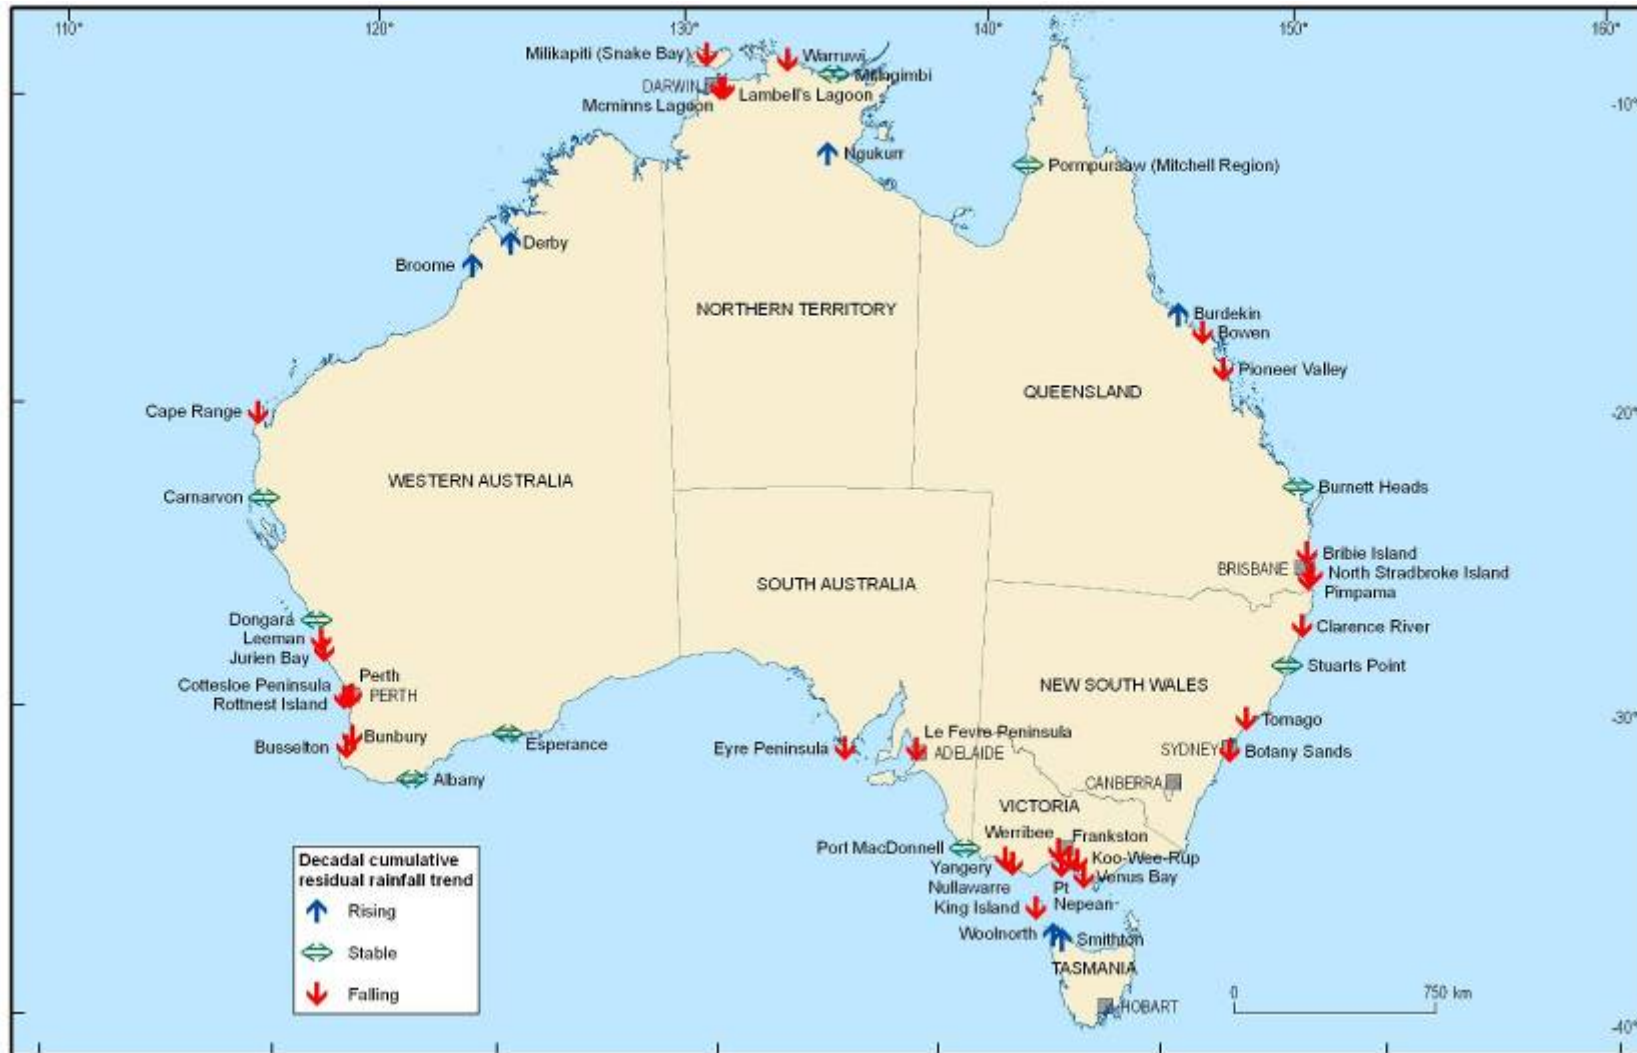 110°
120°
130°
140°
150°
160°
Milikapiti (Snake Bay)
Warruwi
Milingimbi
DARWIN
Lambell's Lagoon
Mcminns Lagoon
-10°
Ngukurr
Pormpuraaw (Mitchell Region)
Derby
Broome
NORTHERN TERRITORY
Burdekin
Bowen
Pioneer Valley
QUEENSLAND
Cape Range
-20°
WESTERN AUSTRALIA
Carnarvon
Burnett Heads
Bribie Island
BRISBANE
North Stradbroke Island
Pimpama
SOUTH AUSTRALIA
Dongara
Leeman
Jurien Bay
Clarence River
Stuarts Point
Perth
Cottesloe Peninsula
PERTH
Rottnest Island
NEW SOUTH WALES
-30°
Tomago
Bunbury
Busselton
Esperance
Eyre Peninsula
Le Fevre Peninsula
ADELAIDE
SYDNEY
Botany Sands
Albany
CANBERRA
VICTORIA
Werribee
Frankston
Port MacDonnell
Koo-Wee-Rup
Yangery
Venus Bay
Nullawarre
Pt
Nepean
King Island
Woolnorth
Smithton
TASMANIA
HOBART
Decadal cumulative
residual rainfall trend
Rising
Stable
Falling
0 750 km
-40°